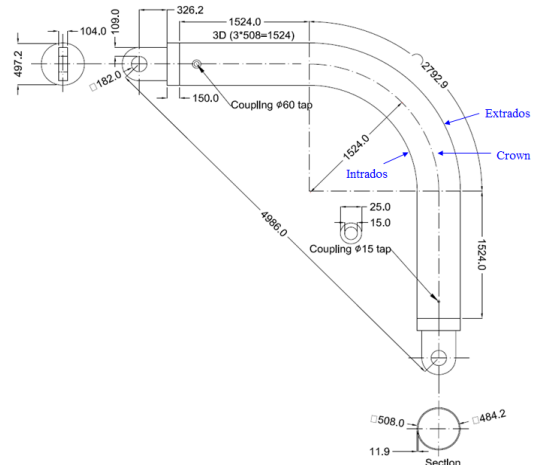 326.2
1524.0
3D (3*508=1524)
109.0
104.0
497.2
□182.0
150.0
Coupling ϕ60 tap
2792.9
Extrados
Crown
Intrados
1524.0
4986.0
25.0
15.0
Coupling ϕ15 tap
1524.0
□508.0
□484.2
11.9
Section